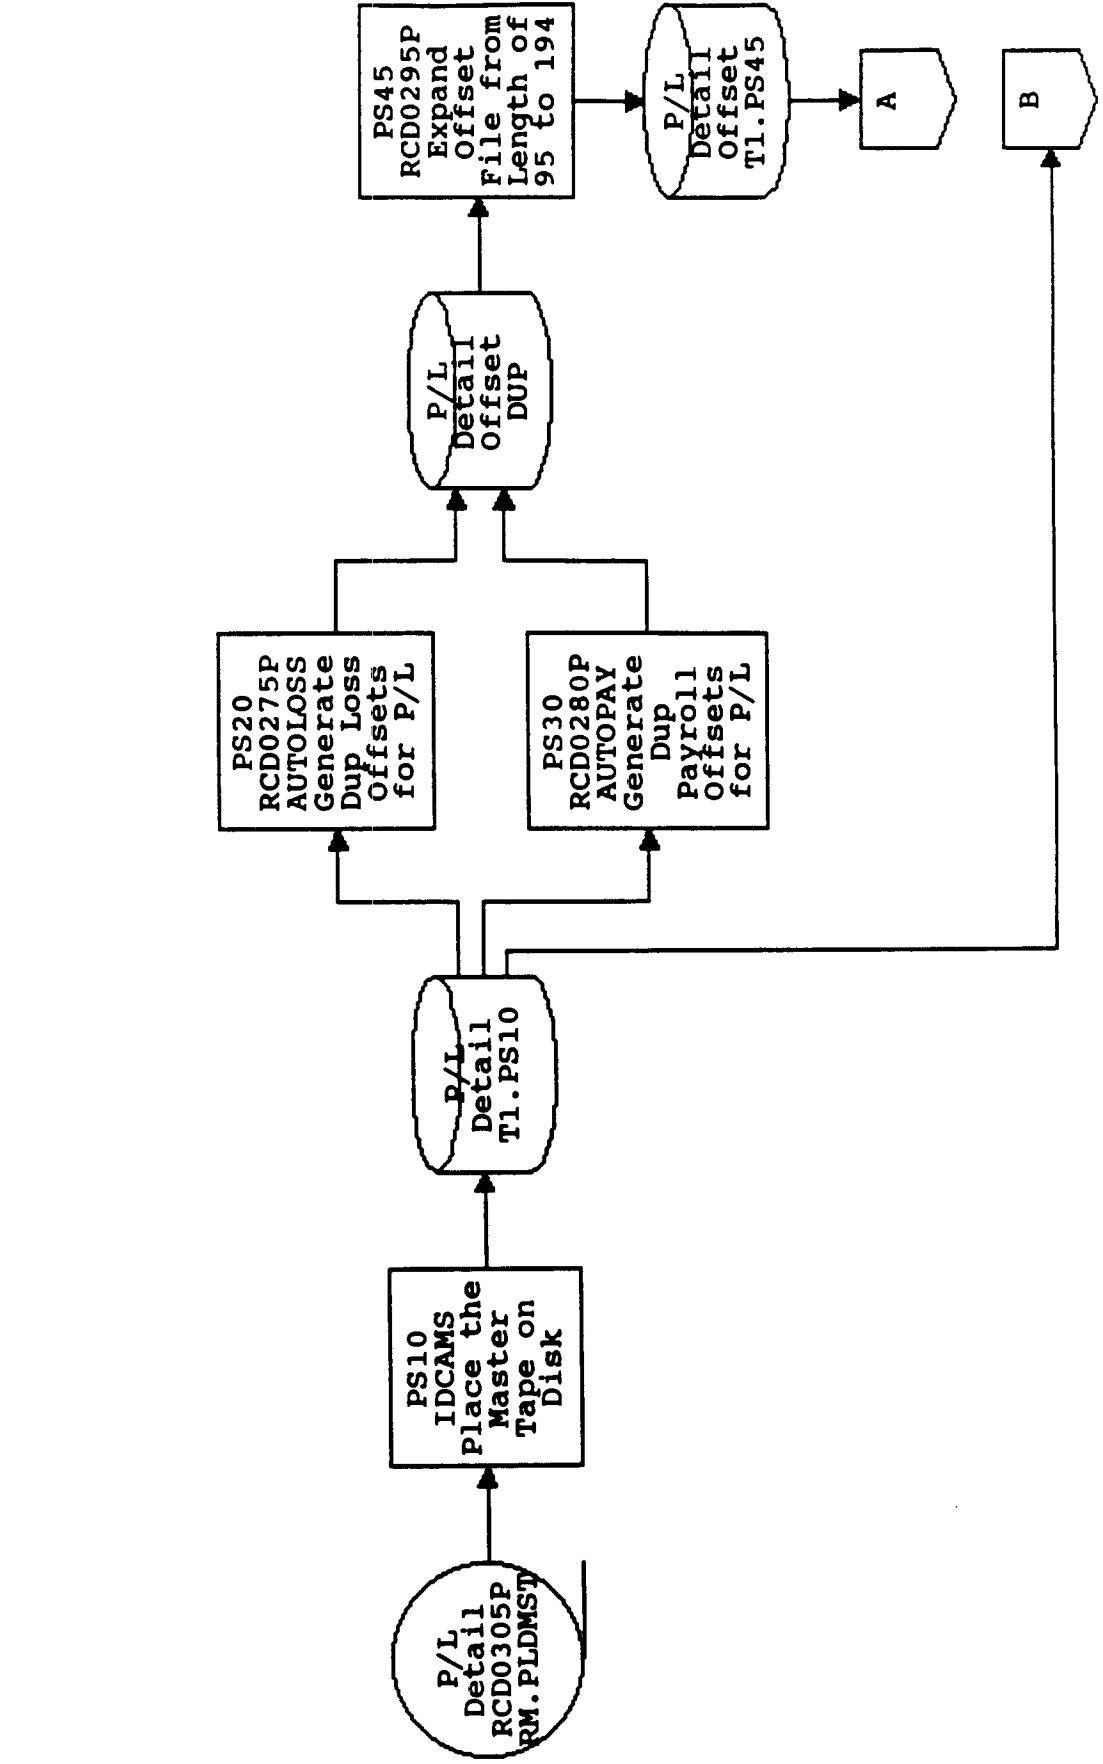 P/L
Detail
RCD0305P
RM.PLDMST
PS10
IDCAMS
Place the
Master
Tape on
Disk
P/L
Detail
T1.PS10
PS20
RCD0275P
AUTOLOSS
Generate
Dup Loss
Offsets
for P/L
PS30
RCD0280P
AUTOPAY
Generate
Dup
Payroll
Offsets
for P/L
P/L
Detail
Offset
DUP
PS45
RCD0295P
Expand
Offset
File from
Length of
95 to 194
P/L
Detail
Offset
T1.PS45
A
B